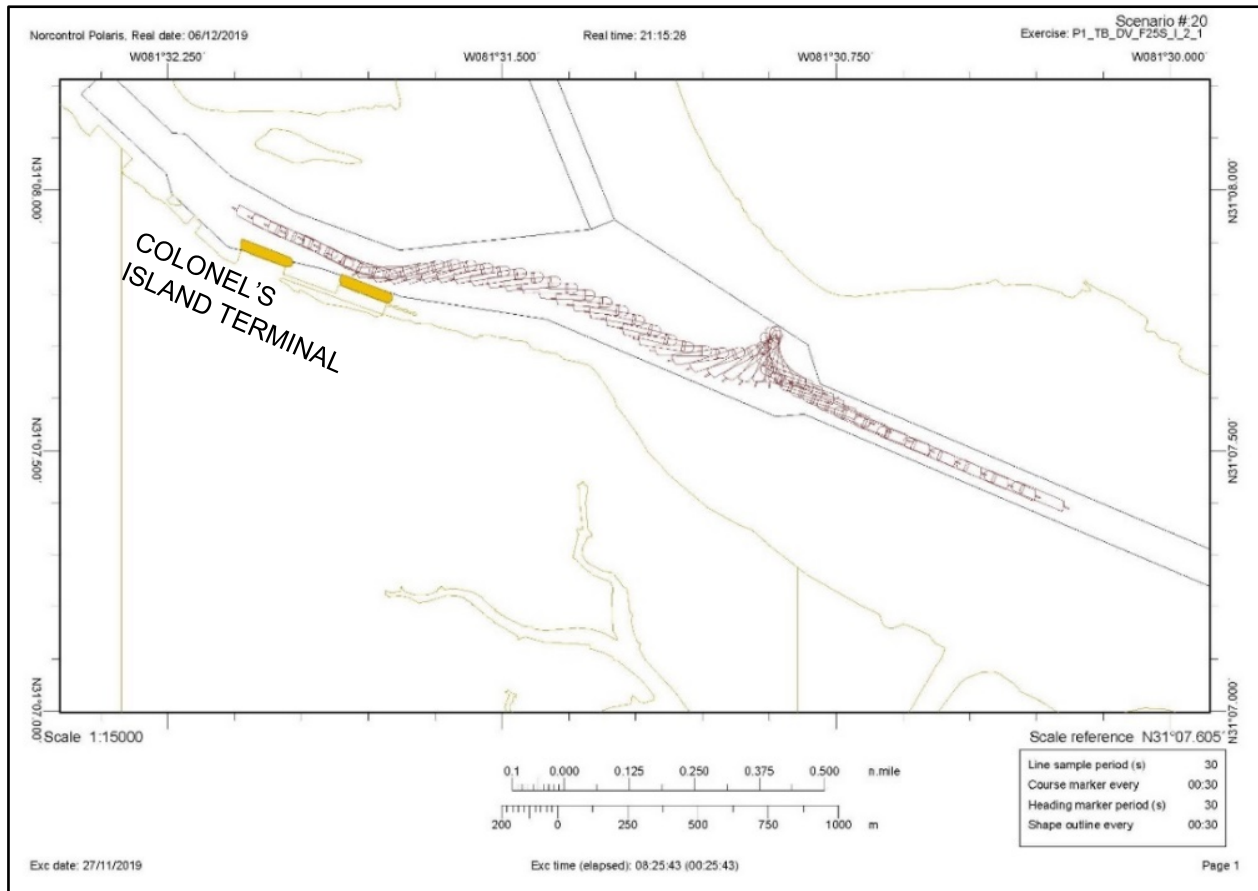 Scenario #:20
Norcontrol Polaris, Real date: 06/12/2019
Real time: 21:15:28
Exercise: P1_TB_DV_F25S_I_2_1
W081°32.250´
W081°31.500´
W081°30.750´
W081°30.000´
N31°08.000´
N31°08.000´
COLONEL'S
ISLAND TERMINAL
N31°07.500´
N31°07.500´
N31°07.000´
N31°07.000´
Scale 1:15000
Scale reference N31°07.605´
0.1 0.000 0.125 0.250 0.375 0.500 n.mile
200 0 250 500 750 1000 m
Line sample period (s) 30
Course marker every 00:30
Heading marker period (s) 30
Shape outline every 00:30
Exc date: 27/11/2019
Exc time (elapsed): 08:25:43 (00:25:43)
Page 1